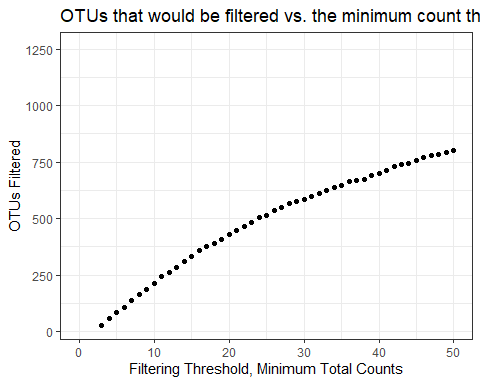 OTUs that would be filtered vs. the minimum count th
1250
1000
750
500
250
0
OTUs Filtered
0 10 20 30 40 50
Filtering Threshold, Minimum Total Counts